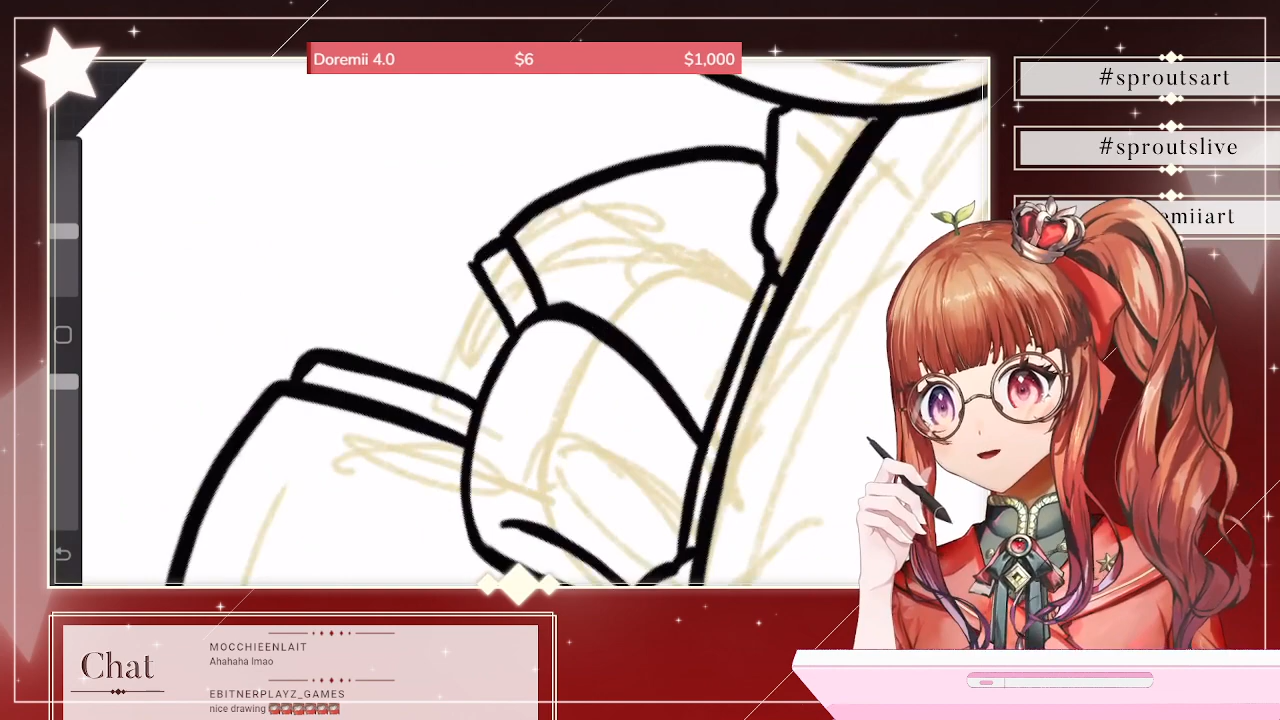 Doremii 4.0 $6 $1,000
#sproutsart
#sproutslive
emiiart
Chat
MOCCHIEENLAIT
Ahahaha lmao
EBITNERPLAYZ_GAMES
nice drawing